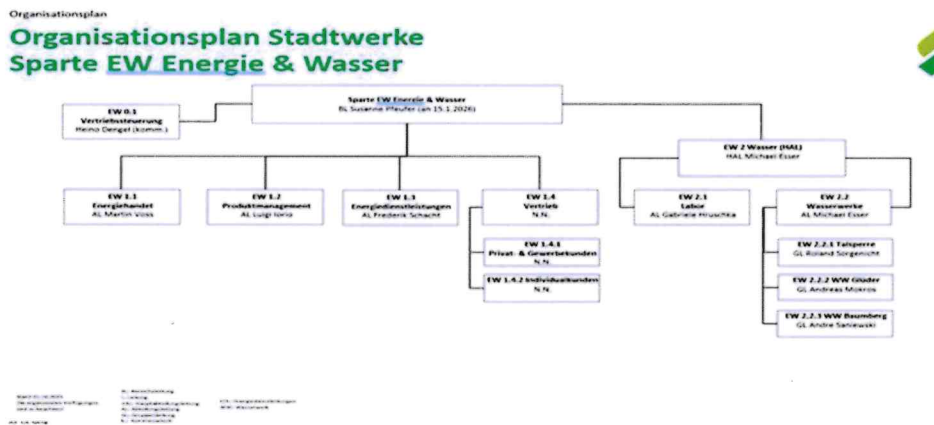 Organisationsplan
Organisationsplan Stadtwerke
Sparte EW Energie & Wasser
Sparte EW Energie & Wasser
BL Susanne Pfeufer (an 15.1.2026)
EW 0.1
Vertriebssteuerung
Heino Dengel (komm.)
EW 2 Wasser (HAL)
HAL Michael Esser
EW 1.1
Energiehandel
AL Martin Voss
EW 1.2
Produktmanagement
AL Luigi Iorio
EW 1.3
Energiedienstleistungen
AL Frederik Schacht
EW 1.4
Vertrieb
N.N.
EW 2.1
Labor
AL Gabriele Hruschka
EW 2.2
Wasserwerke
AL Michael Esser
EW 1.4.1
Privat- & Gewerbekunden
N.N.
EW 1.4.2 Individualkunden
N.N.
EW 2.2.1 Talsperre
GL Roland Sorgenicht
EW 2.2.2 WW Glüder
GL Andreas Mokros
EW 2.2.3 WW Baumberg
GL Andre Saniewski